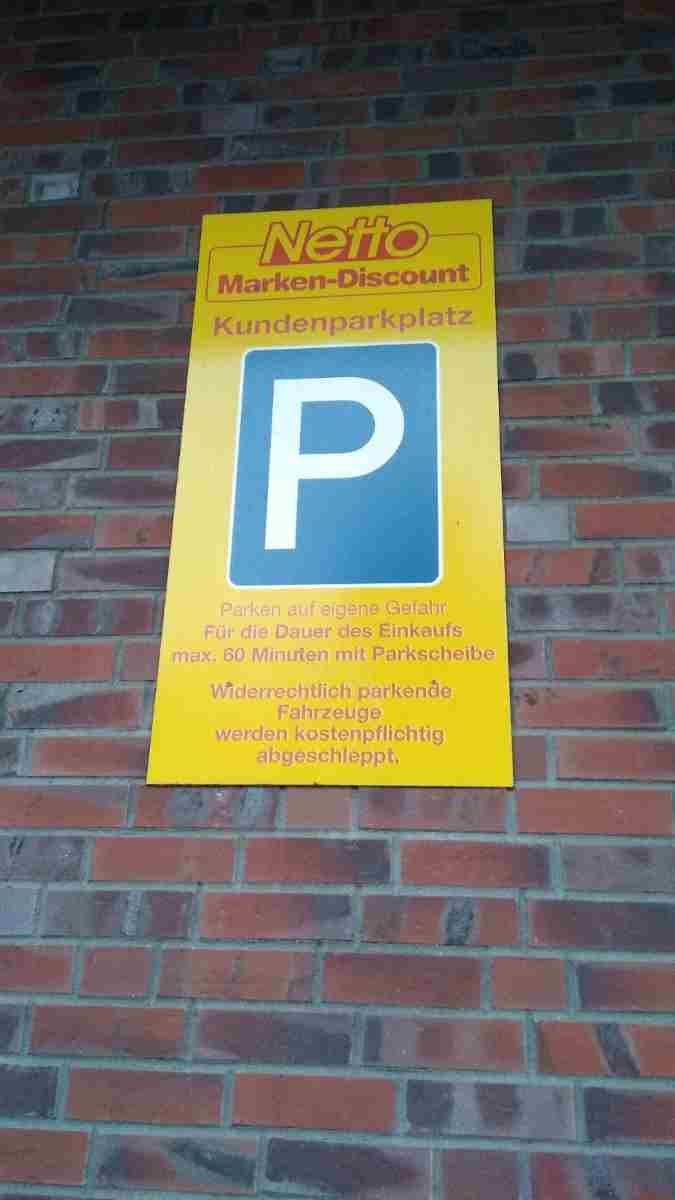 Netto
Marken-Discount
Kundenparkplatz
P
Parken auf eigene Gefahr
Für die Dauer des Einkaufs
max. 60 Minuten mit Parkscheibe
Widerrechtlich parkende
Fahrzeuge
werden kostenpflichtig
abgeschleppt.